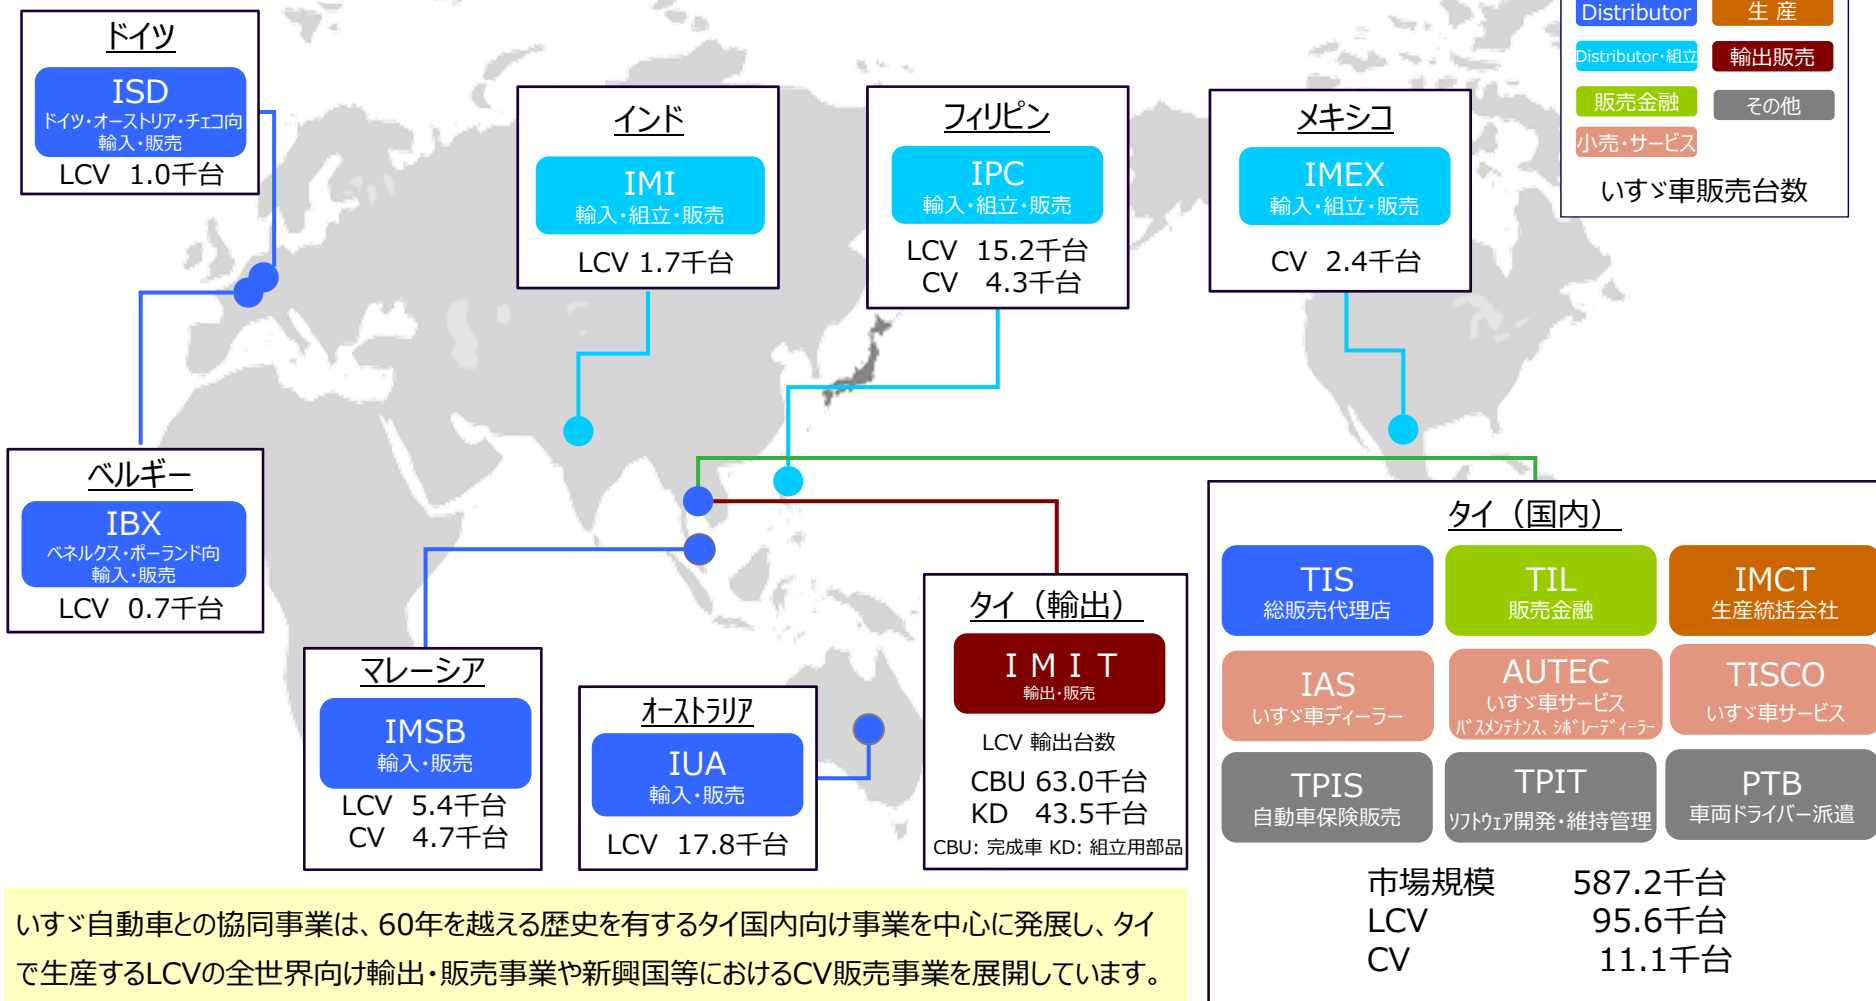 Distributor
生 産
Distributor・組立
輸出販売
販売金融
その他
小売・サービス
いすゞ車販売台数
ドイツ
ISD
ドイツ・オーストリア・チェコ向
輸入・販売
LCV 1.0千台
インド
IMI
輸入・組立・販売
LCV 1.7千台
フィリピン
IPC
輸入・組立・販売
LCV 15.2千台
CV 4.3千台
メキシコ
IMEX
輸入・組立・販売
CV 2.4千台
ベルギー
IBX
ベネルクス・ポーランド向
輸入・販売
LCV 0.7千台
マレーシア
IMSB
輸入・販売
LCV 5.4千台
CV 4.7千台
オーストラリア
IUA
輸入・販売
LCV 17.8千台
タイ（輸出）
ＩＭＩＴ
輸出・販売
LCV 輸出台数
CBU 63.0千台
KD 43.5千台
CBU: 完成車 KD: 組立用部品
タイ（国内）
TIS
総販売代理店
TIL
販売金融
IMCT
生産統括会社
IAS
いすゞ車ディーラー
AUTEC
いすゞ車サービス
ﾊﾞｽﾒﾝﾃﾅﾝｽ、ｼﾎﾞﾚｰﾃﾞｨｰﾗｰ
TISCO
いすゞ車サービス
TPIS
自動車保険販売
TPIT
ｿﾌﾄｳｪｱ開発・維持管理
PTB
車両ドライバー派遣
市場規模 587.2千台
LCV 95.6千台
CV 11.1千台
いすゞ自動車との協同事業は、60年を越える歴史を有するタイ国内向け事業を中心に発展し、タイ
で生産するLCVの全世界向け輸出・販売事業や新興国等におけるCV販売事業を展開しています。